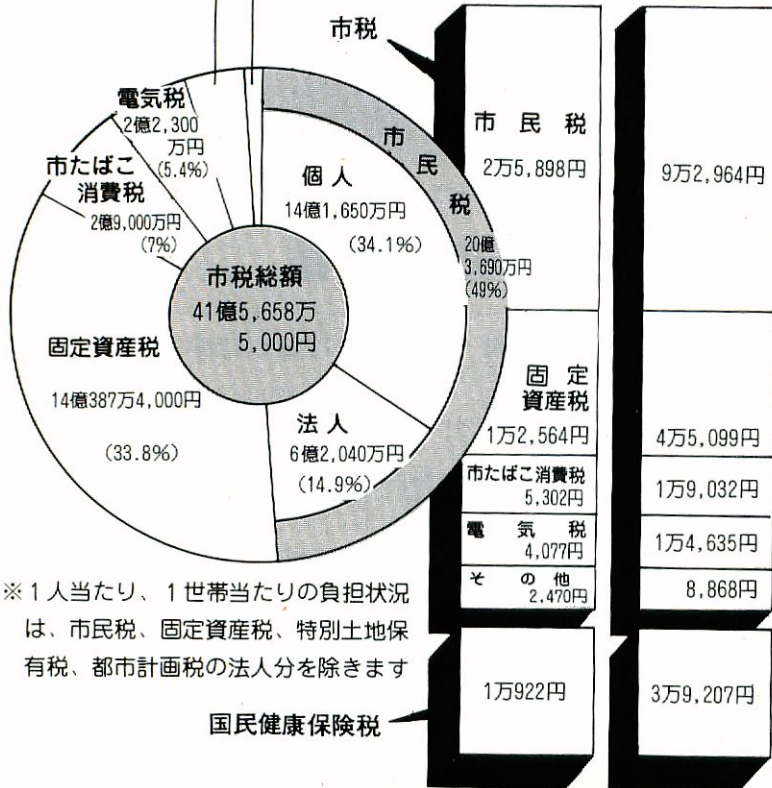 市税
電気税
2億2,300
万円
(5.4%)
市たばこ
消費税
2億9,000万円
(7%)
固定資産税
14億387万4,000円
(33.8%)
市税総額
41億5,658万
5,000円
市民税
20億
3,690万円
(49%)
個人
14億1,650万円
(34.1%)
法人
6億2,040万円
(14.9%)
市民税
2万5,898円
9万2,964円
固定
資産税
1万2,564円
4万5,099円
市たばこ消費税
5,302円
1万9,032円
電気税
4,077円
1万4,635円
その他
2,470円
8,868円
※1人当たり、1世帯当たりの負担状況
は、市民税、固定資産税、特別土地保
有税、都市計画税の法人分を除きます
国民健康保険税
1万922円
3万9,207円